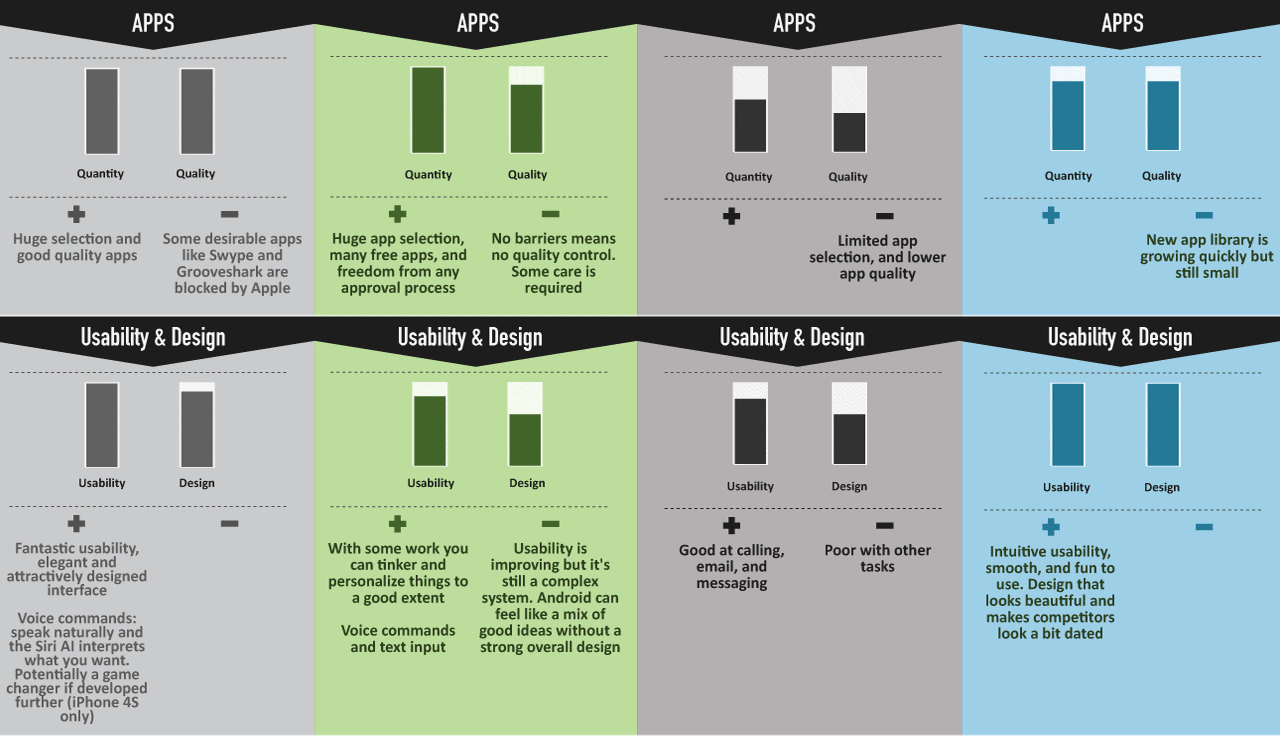 APPS
Quantity
Quality
Huge selection and
good quality apps
Some desirable apps
like Swype and
Grooveshark are
blocked by Apple
APPS
Quantity
Quality
Huge app selection,
many free apps, and
freedom from any
approval process
No barriers means
no quality control.
Some care is
required
APPS
Quantity
Quality
Limited app
selection, and lower
app quality
APPS
Quantity
Quality
New app library is
growing quickly but
still small
Usability & Design
Usability
Design
Fantastic usability,
elegant and
attractively designed
interface
Voice commands:
speak naturally and
the Siri AI interprets
what you want.
Potentially a game
changer if developed
further (iPhone 4S
only)
Usability & Design
Usability
Design
With some work you
can tinker and
personalize things to
a good extent
Voice commands
and text input
Usability is
improving but it's
still a complex
system. Android can
feel like a mix of
good ideas without a
strong overall design
Usability & Design
Usability
Design
Good at calling,
email, and
messaging
Poor with other
tasks
Usability & Design
Usability
Design
Intuitive usability,
smooth, and fun to
use. Design that
looks beautiful and
makes competitors
look a bit dated